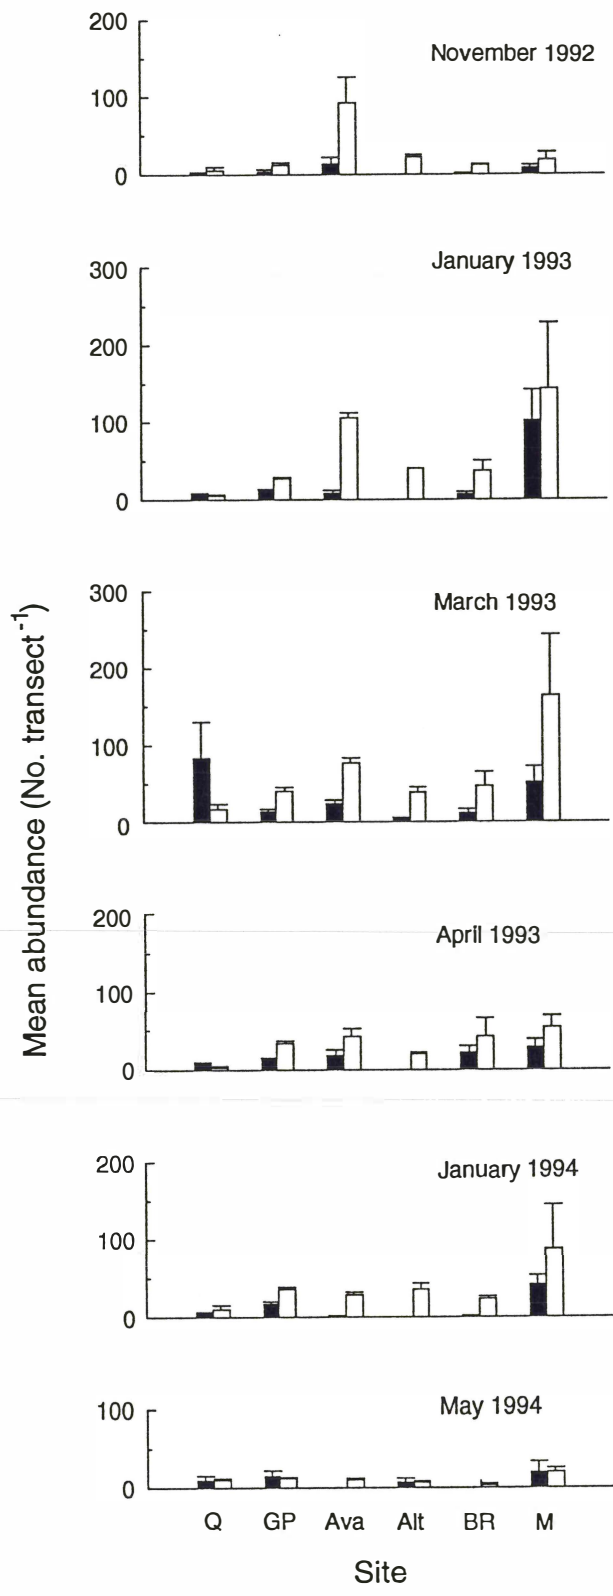 200
November 1992
100
0
300
January 1993
200
100
0
300
March 1993
200
100
0
Mean abundance (No. transect-1)
200
April 1993
100
0
200
January 1994
100
0
100
May 1994
0
Q GP Ava Alt BR M
Site